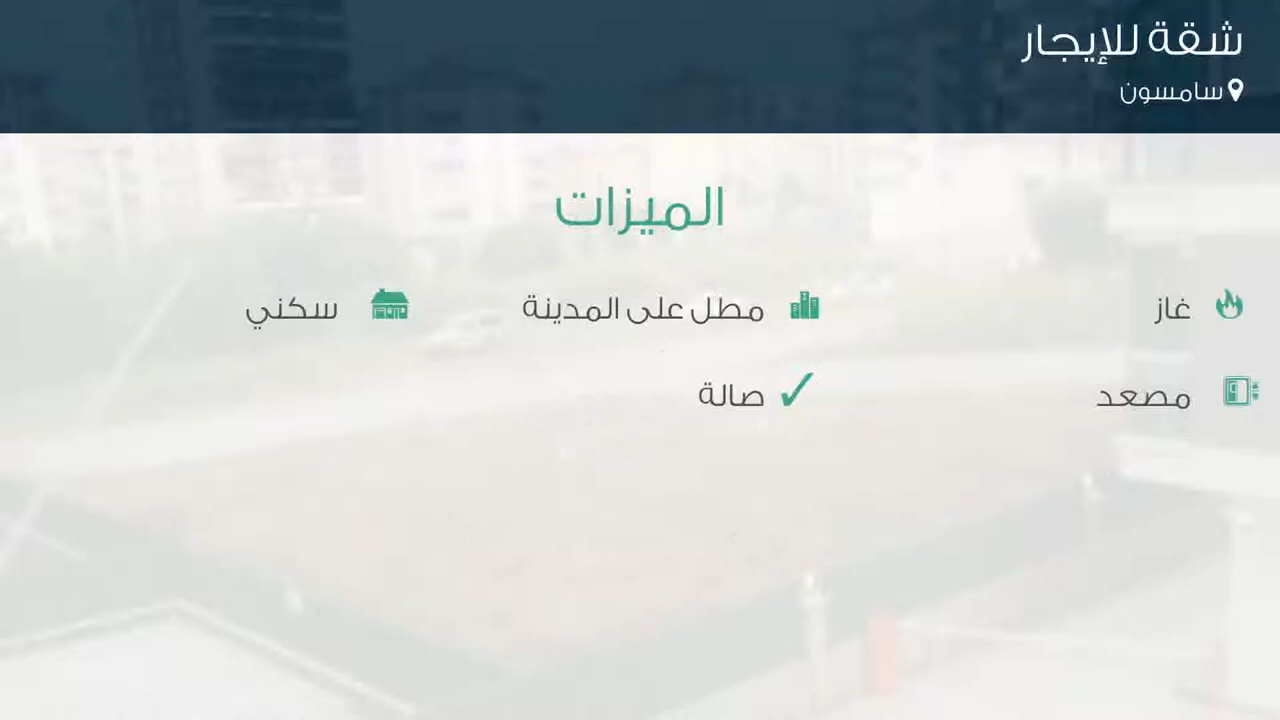 شقة للإيجار
سامسون
الميزات
غاز
مطل على المدينة
سكني
مصعد
صالة